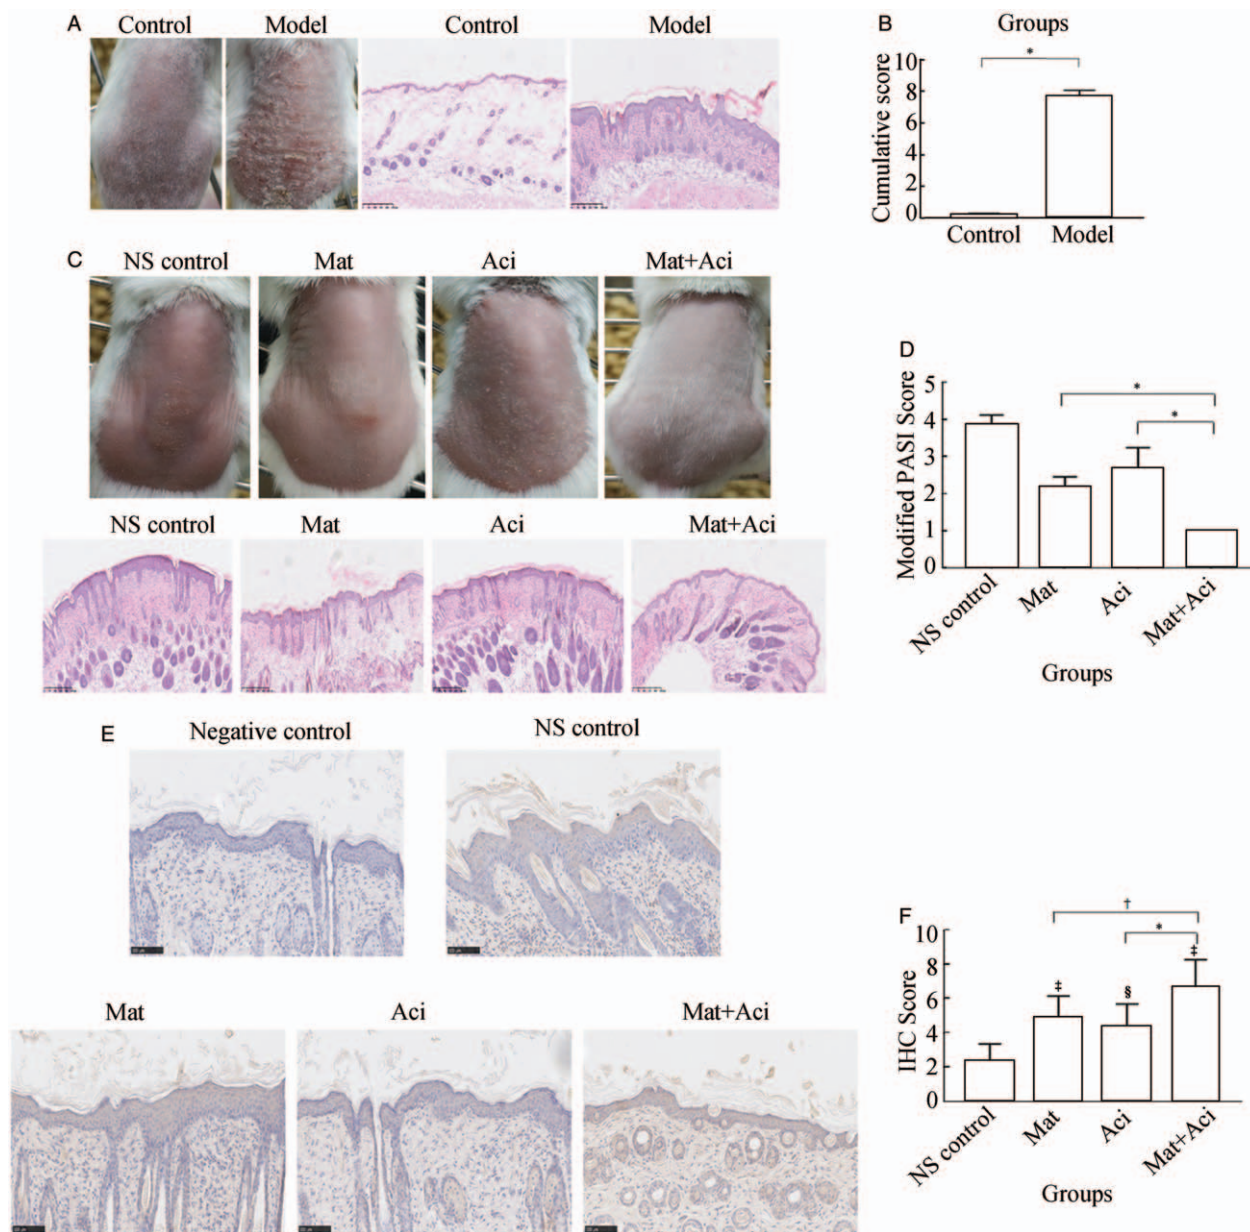 A
Control
Model
Control
Model
B
Groups
*
10
8
6
4
2
0
Cumulative score
Control
Model
C
NS control
Mat
Aci
Mat+Aci
NS control
Mat
Aci
Mat+Aci
D
*
*
5
4
3
2
1
0
Modified PASI Score
NS control
Mat
Aci
Mat+Aci
Groups
E
Negative control
NS control
Mat
Aci
Mat+Aci
F
†
*
‡
§
‡
10
8
6
4
2
0
IHC Score
NS control
Mat
Aci
Mat+Aci
Groups